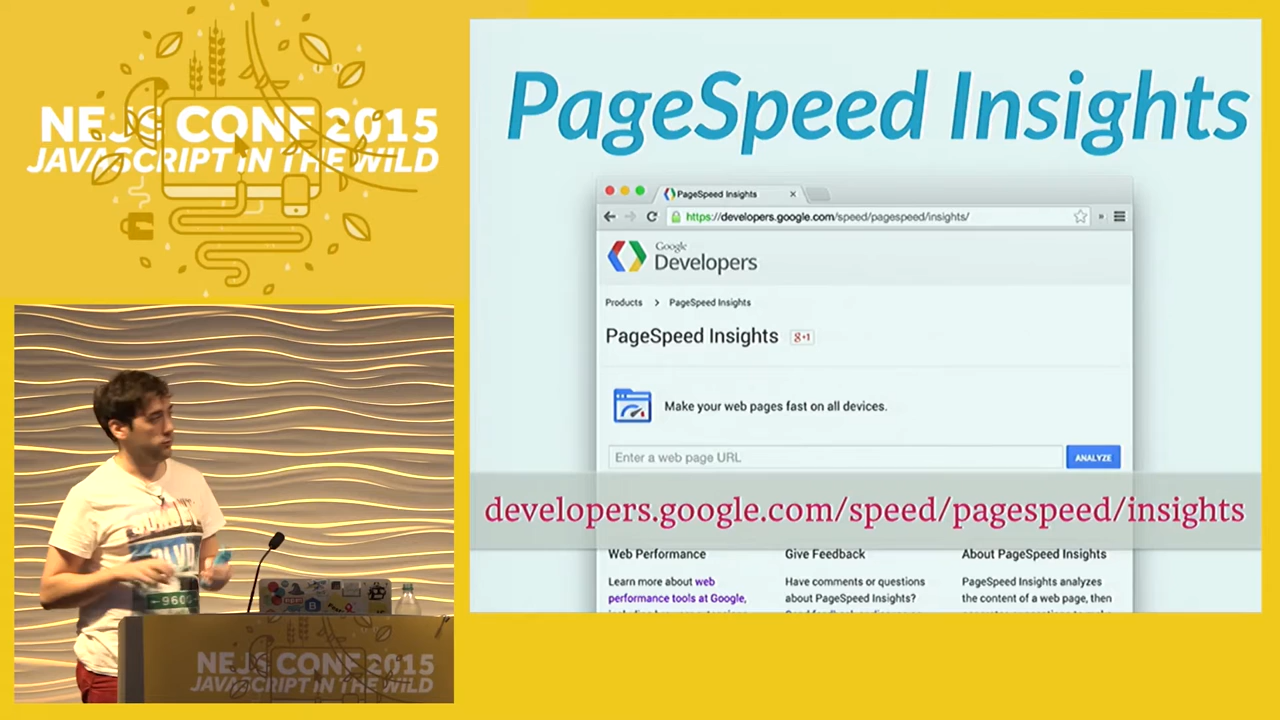 NEJS CONF 2015
JAVASCRIPT IN THE WILD
PageSpeed Insights
PageSpeed Insights
https://developers.google.com/speed/pagespeed/insights/
Google
Developers
Products > PageSpeed Insights
PageSpeed Insights
g+1
Make your web pages fast on all devices.
Enter a web page URL
ANALYZE
developers.google.com/speed/pagespeed/insights
Web Performance
Learn more about web
performance tools at Google,
Give Feedback
Have comments or questions
about PageSpeed Insights?
About PageSpeed Insights
PageSpeed Insights analyzes
the content of a web page, then
BLVD
9600
NEJS CONF 2015
JAVASCRIPT IN THE WILD